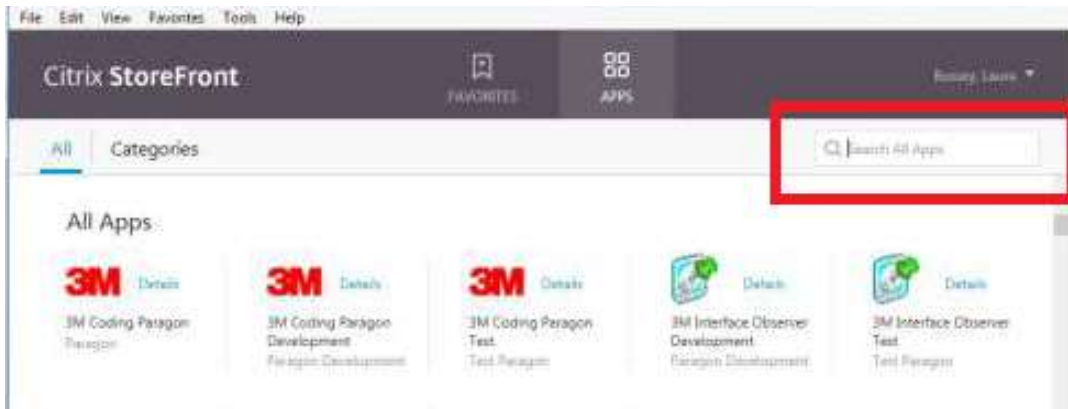 File Edit View Favorites Tools Help
Citrix StoreFront
FAVORITES
APPS
All Categories
Search All Apps
All Apps
3M Details
3M Details
3M Details
Details
Details
3M Coding Paragon
Paragon
3M Coding Paragon
Development
Paragon Development
3M Coding Paragon
Test
Test Paragon
3M Interface Observer
Development
Paragon Development
3M Interface Observer
Test
Test Paragon